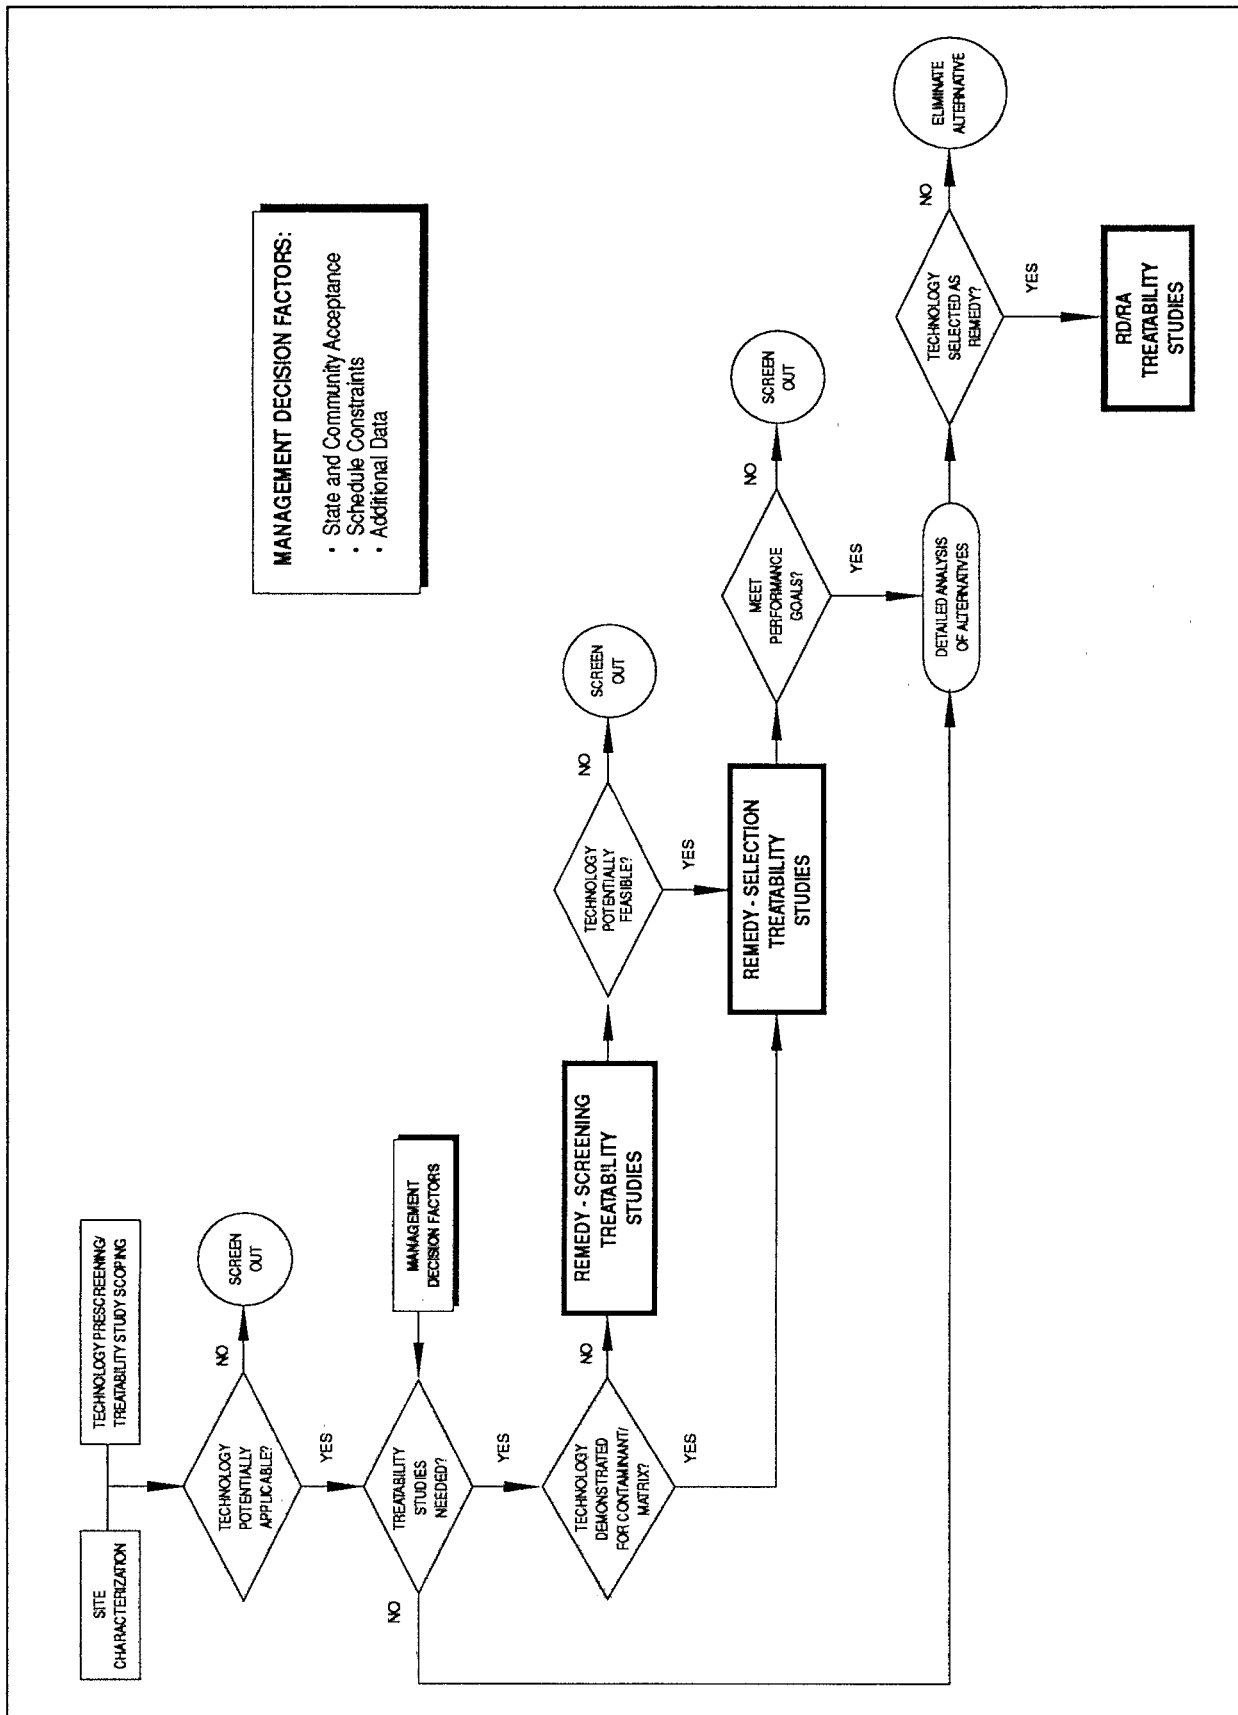 SITE
CHARACTERIZATION
TECHNOLOGY PRESCREENING/
TREATABILITY STUDY SCOPING
TECHNOLOGY
POTENTIALLY
APPLICABLE?
NO
SCREEN
OUT
YES
TREATABILITY
STUDIES
NEEDED?
MANAGEMENT
DECISION FACTORS
NO
YES
TECHNOLOGY
DEMONSTRATED
FOR CONTAMINANT/
MATRIX?
NO
YES
REMEDY - SCREENING
TREATABILITY
STUDIES
TECHNOLOGY
POTENTIALLY
FEASIBLE?
NO
SCREEN
OUT
YES
REMEDY - SELECTION
TREATABILITY
STUDIES
MEET
PERFORMANCE
GOALS?
NO
SCREEN
OUT
YES
DETAILED ANALYSIS
OF ALTERNATIVES
TECHNOLOGY
SELECTED AS
REMEDY?
NO
ELIMINATE
ALTERNATIVE
YES
RD/RA
TREATABILITY
STUDIES
MANAGEMENT DECISION FACTORS:
• State and Community Acceptance
• Schedule Constraints
• Additional Data